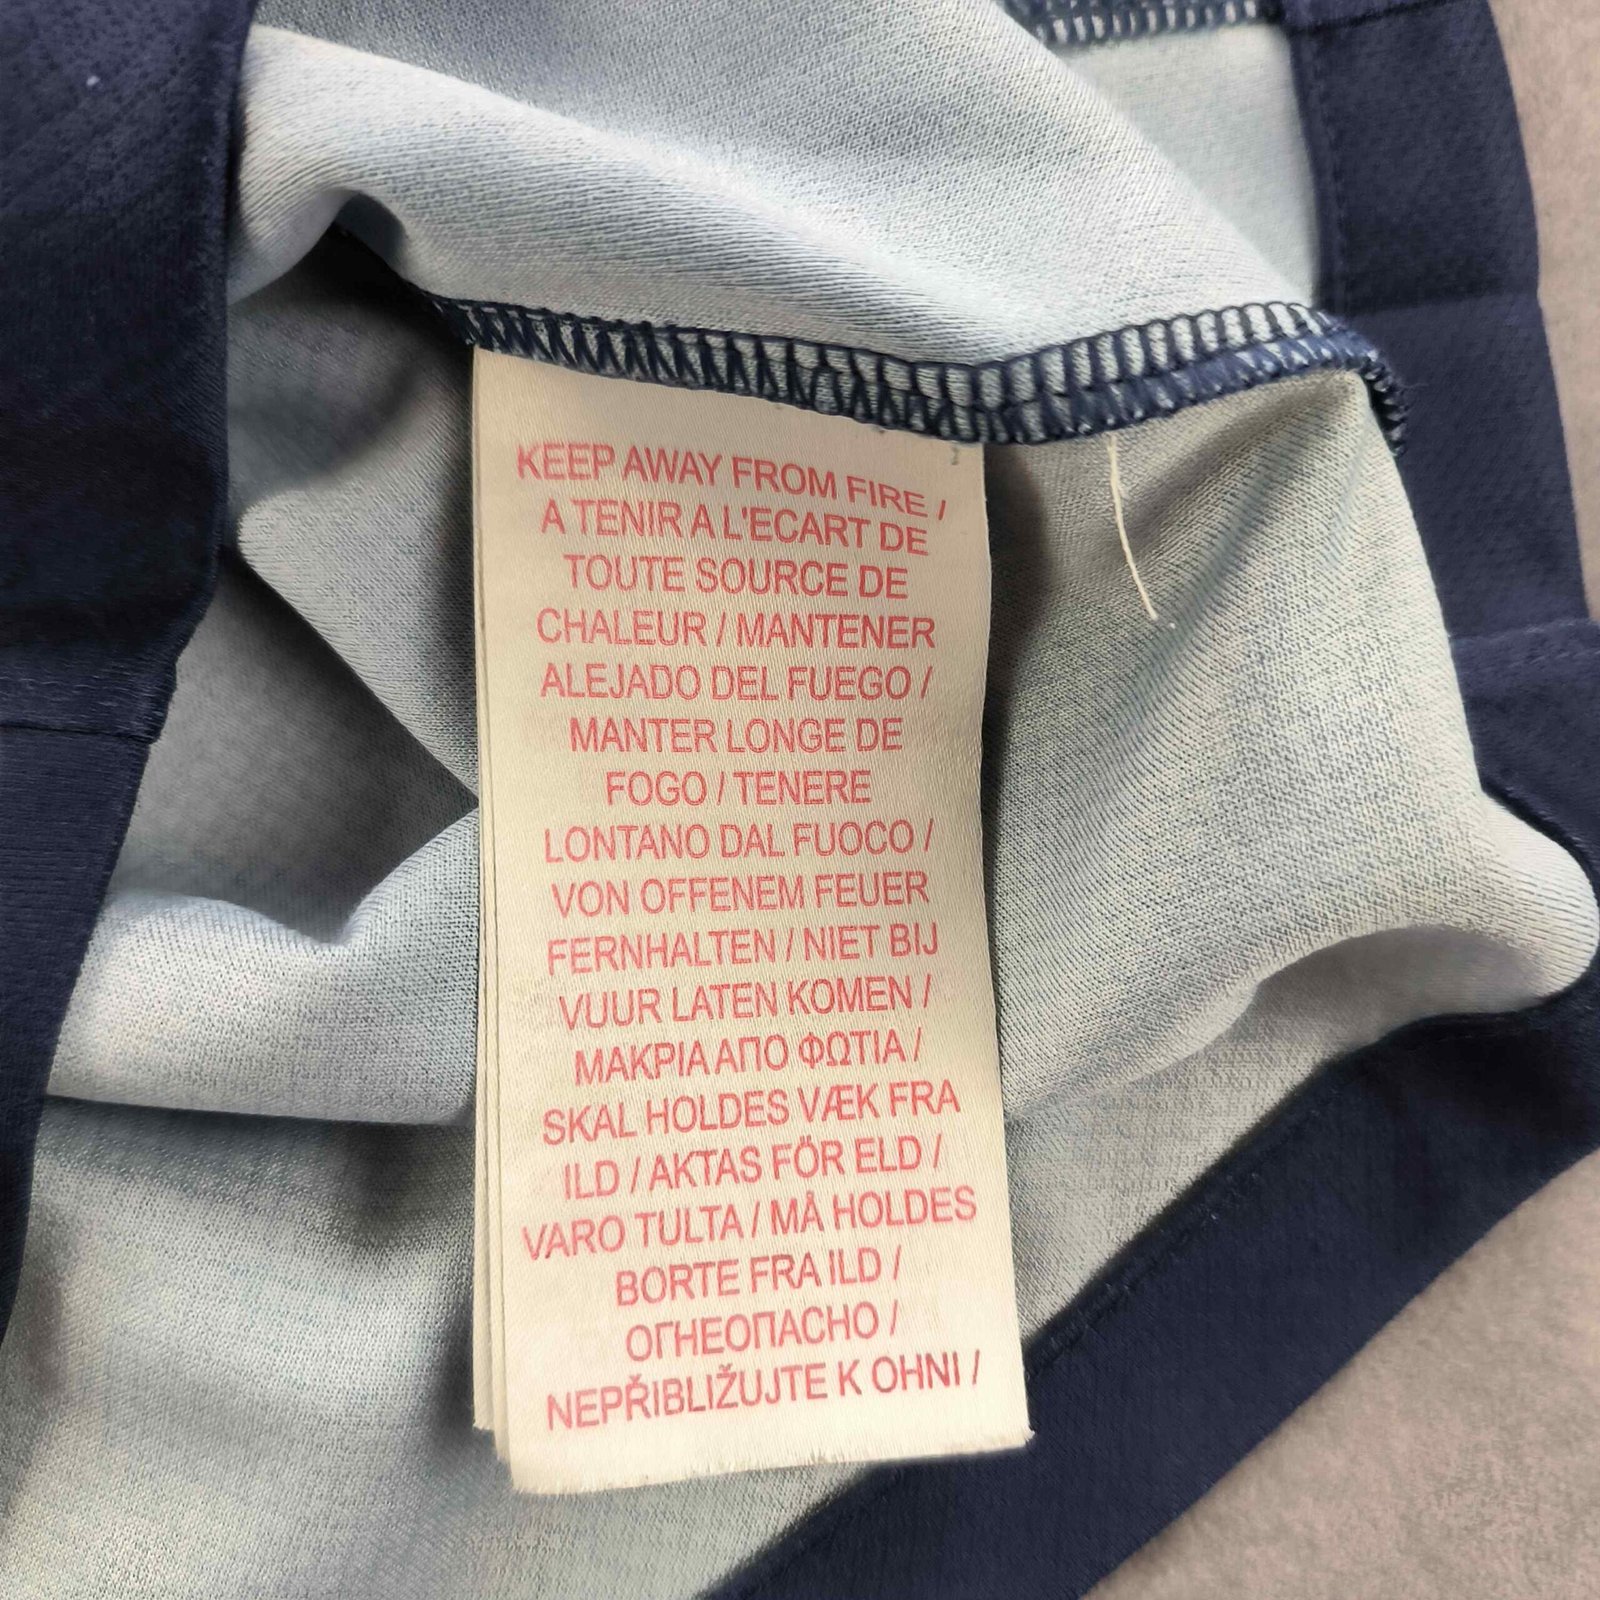 KEEP AWAY FROM FIRE /
A TENIR A L'ECART DE
TOUTE SOURCE DE
CHALEUR / MANTENER
ALEJADO DEL FUEGO /
MANTER LONGE DE
FOGO / TENERE
LONTANO DAL FUOCO /
VON OFFENEM FEUER
FERNHALTEN / NIET BIJ
VUUR LATEN KOMEN /
ΜΑΚΡΙΑ ΑΠΟ ΦΩΤΙΑ /
SKAL HOLDES VÆK FRA
ILD / AKTAS FÖR ELD /
VARO TULTA / MÅ HOLDES
BORTE FRA ILD /
ОГНЕОПАСНО /
NEPŘIBLIŽUJTE K OHNI /